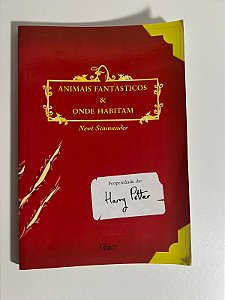 ANIMAIS FANTÁSTICOS
&
ONDE HABITAM
Newt Scamander
Propriedade de:
Harry Potter
Rocco